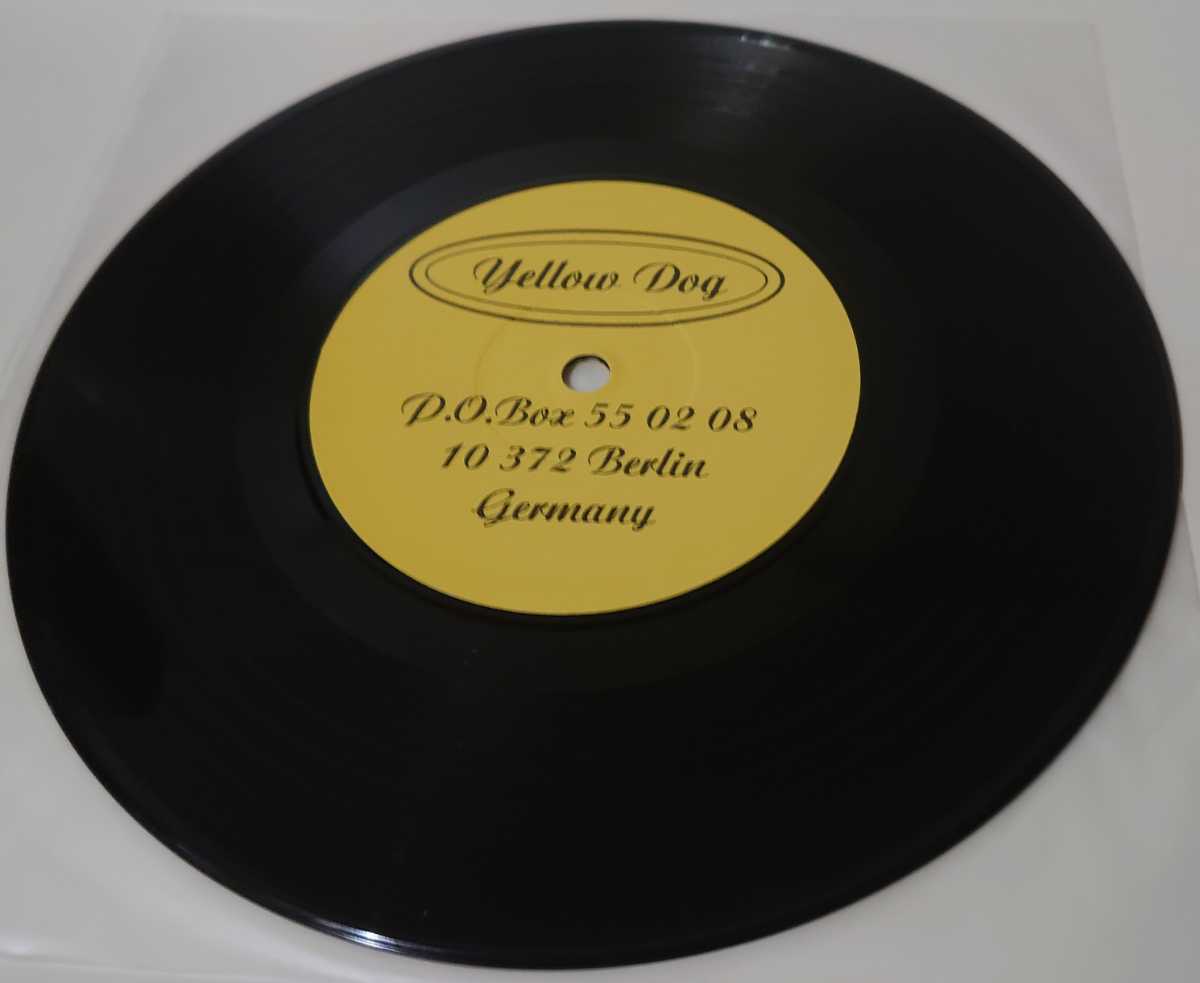 Yellow Dog
P.O.Box 55 02 08
10 372 Berlin
Germany